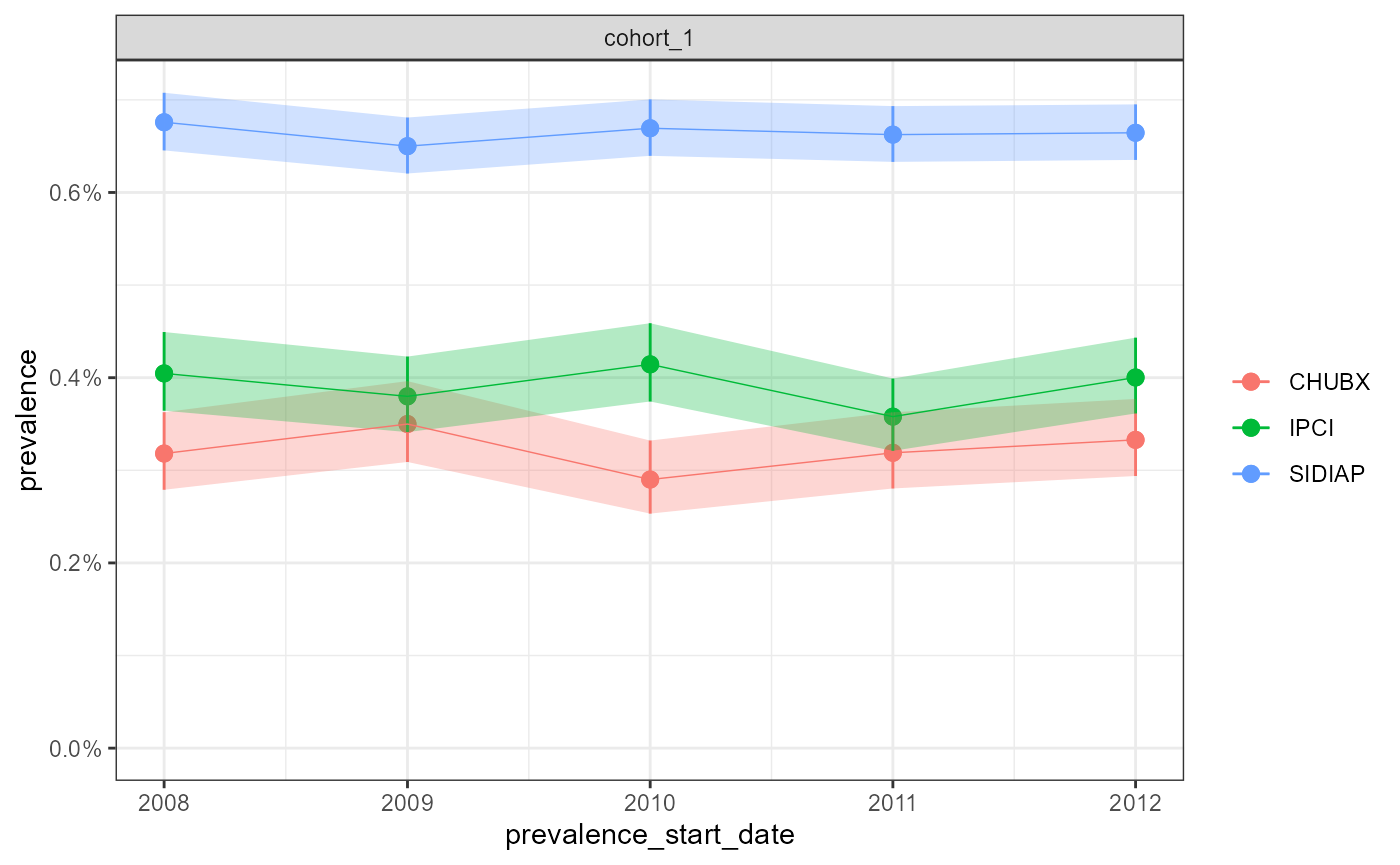 cohort_1
0.6%
0.4%
0.2%
0.0%
prevalence
2008 2009 2010 2011 2012
prevalence_start_date
CHUBX
IPCI
SIDIAP